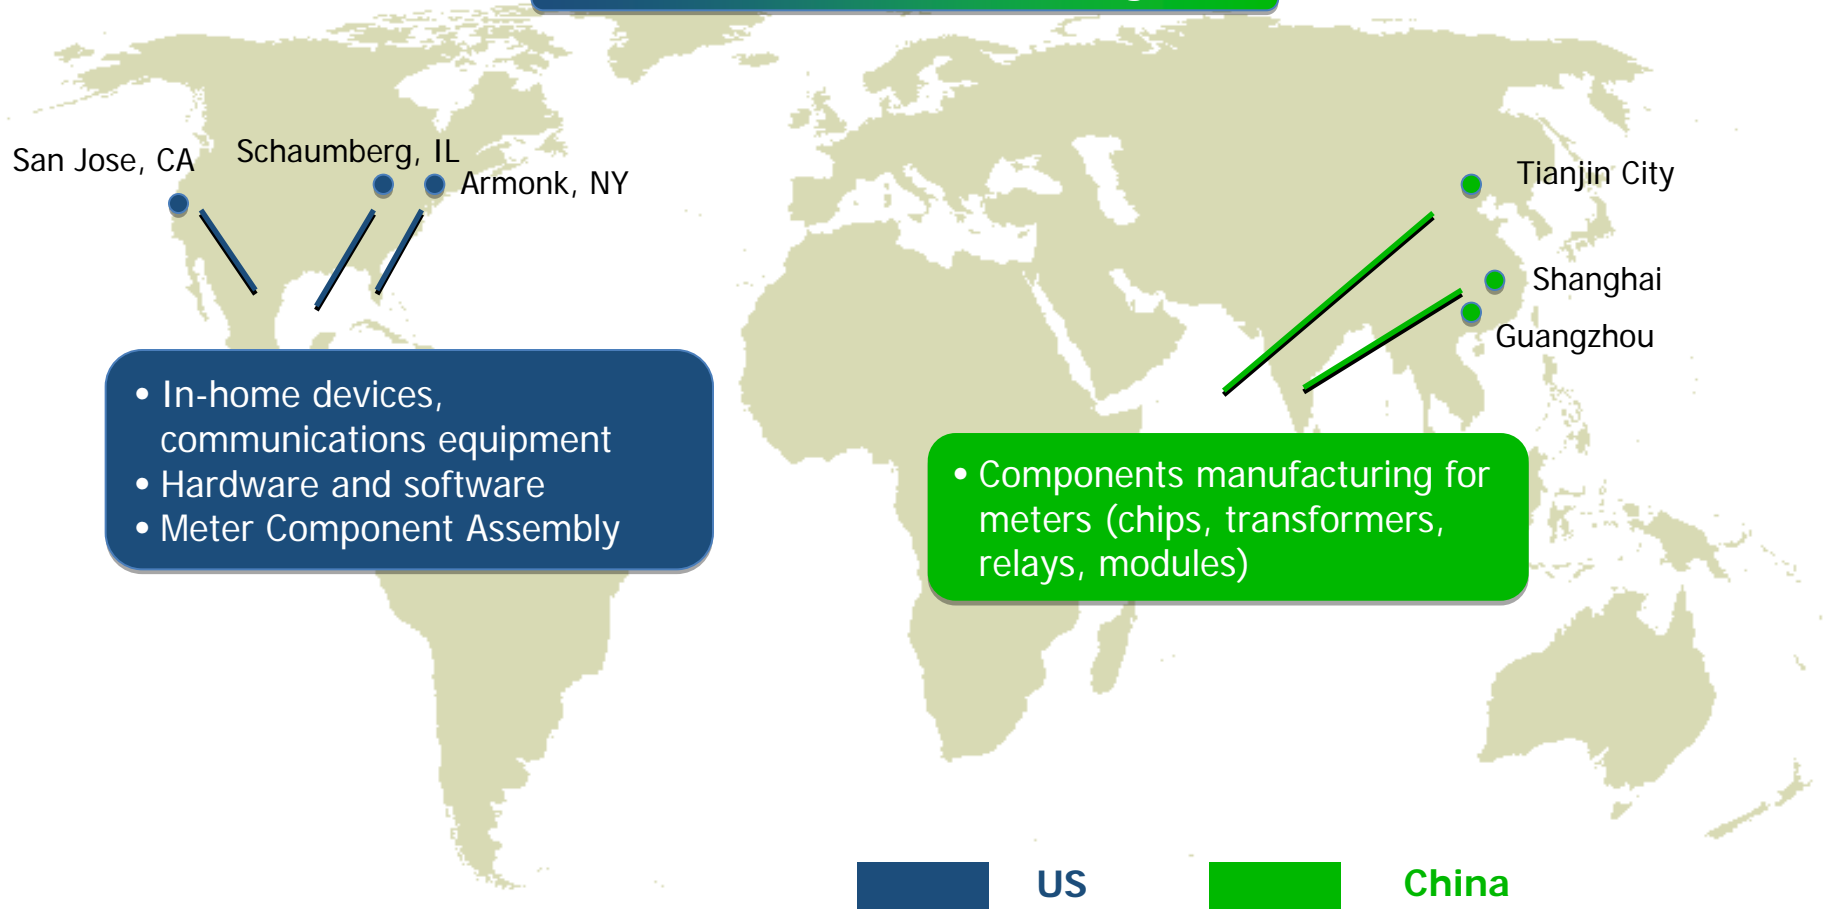 San Jose, CA
Schaumberg, IL
Armonk, NY
Tianjin City
Shanghai
Guangzhou
• In-home devices,
communications equipment
• Hardware and software
• Meter Component Assembly
• Components manufacturing for
meters (chips, transformers,
relays, modules)
US
China